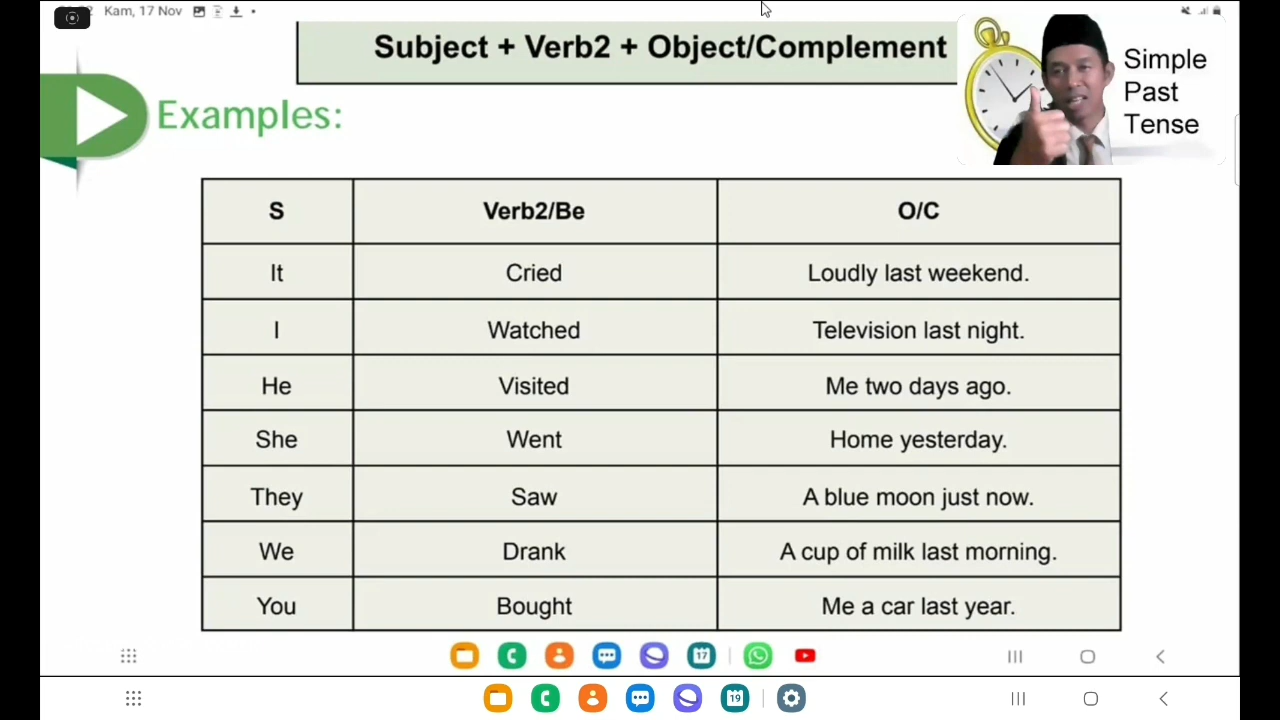 Kam, 17 Nov
Subject + Verb2 + Object/Complement
Simple
Past
Tense
Examples:
S Verb2/Be O/C
It Cried Loudly last weekend.
I Watched Television last night.
He Visited Me two days ago.
She Went Home yesterday.
They Saw A blue moon just now.
We Drank A cup of milk last morning.
You Bought Me a car last year.
17
19